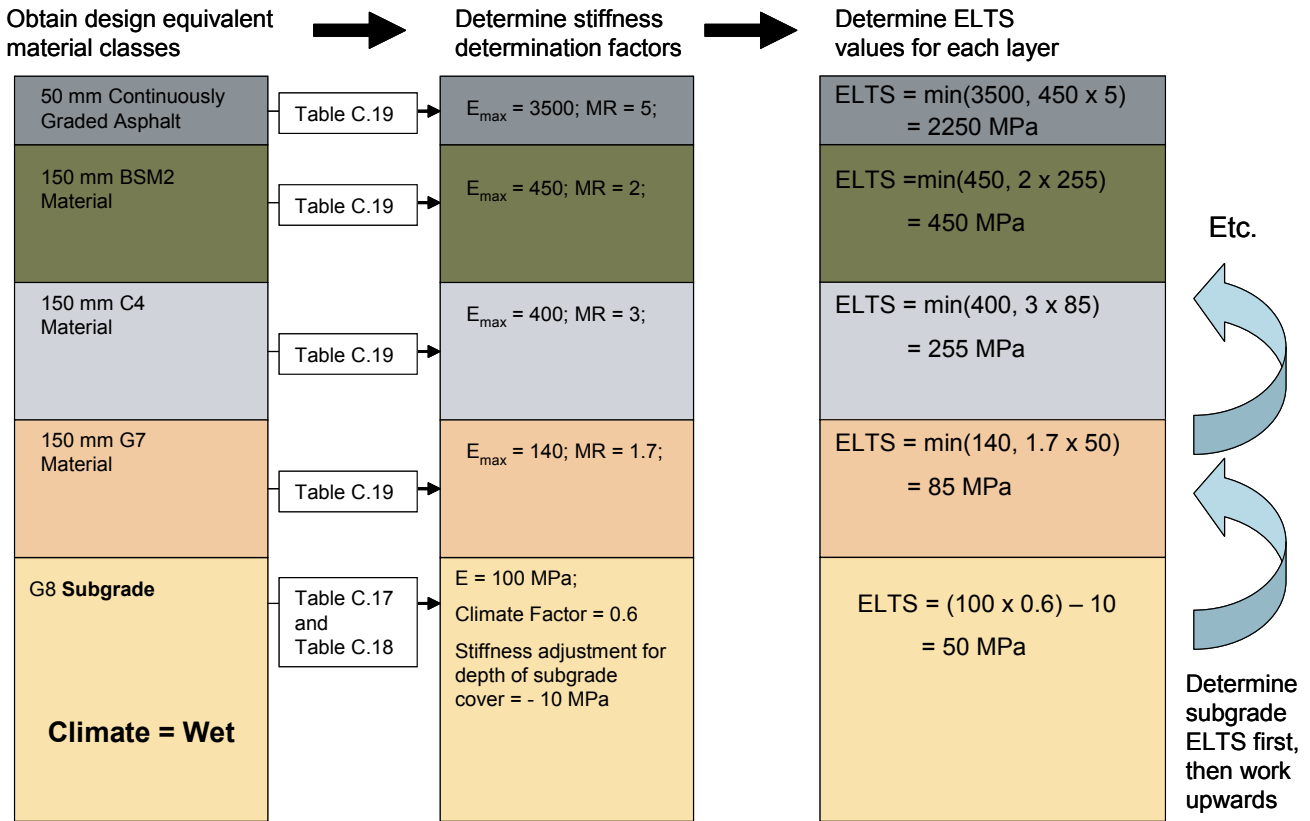 Obtain design equivalent
material classes
Determine stiffness
determination factors
Determine ELTS
values for each layer
50 mm Continuously
Graded Asphalt
Table C.19
Emax = 3500; MR = 5;
ELTS = min(3500, 450 x 5)
= 2250 MPa
150 mm BSM2
Material
Table C.19
Emax = 450; MR = 2;
ELTS =min(450, 2 x 255)
= 450 MPa
Etc.
150 mm C4
Material
Table C.19
Emax = 400; MR = 3;
ELTS = min(400, 3 x 85)
= 255 MPa
150 mm G7
Material
Table C.19
Emax = 140; MR = 1.7;
ELTS = min(140, 1.7 x 50)
= 85 MPa
G8 Subgrade
Climate = Wet
Table C.17
and
Table C.18
E = 100 MPa;
Climate Factor = 0.6
Stiffness adjustment for
depth of subgrade
cover = - 10 MPa
ELTS = (100 x 0.6) – 10
= 50 MPa
Determine
subgrade
ELTS first,
then work
upwards